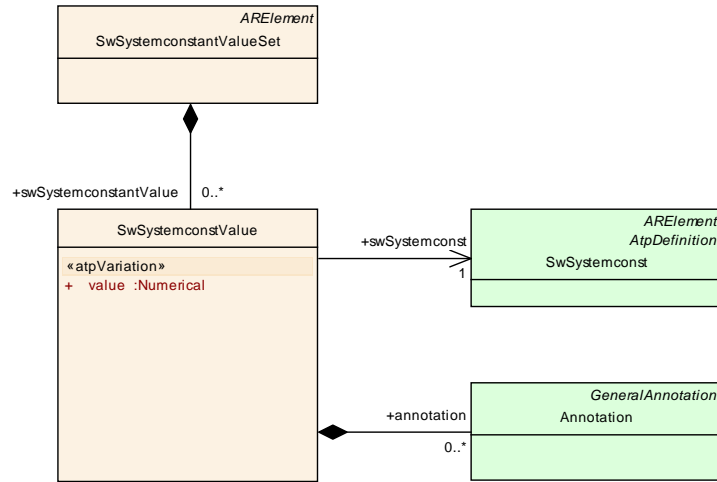 ARElement
SwSystemconstantValueSet
+swSystemconstantValue 0..*
SwSystemconstValue
«atpVariation»
+ value :Numerical
+swSystemconst
1
ARElement
AtpDefinition
SwSystemconst
+annotation
0..*
GeneralAnnotation
Annotation